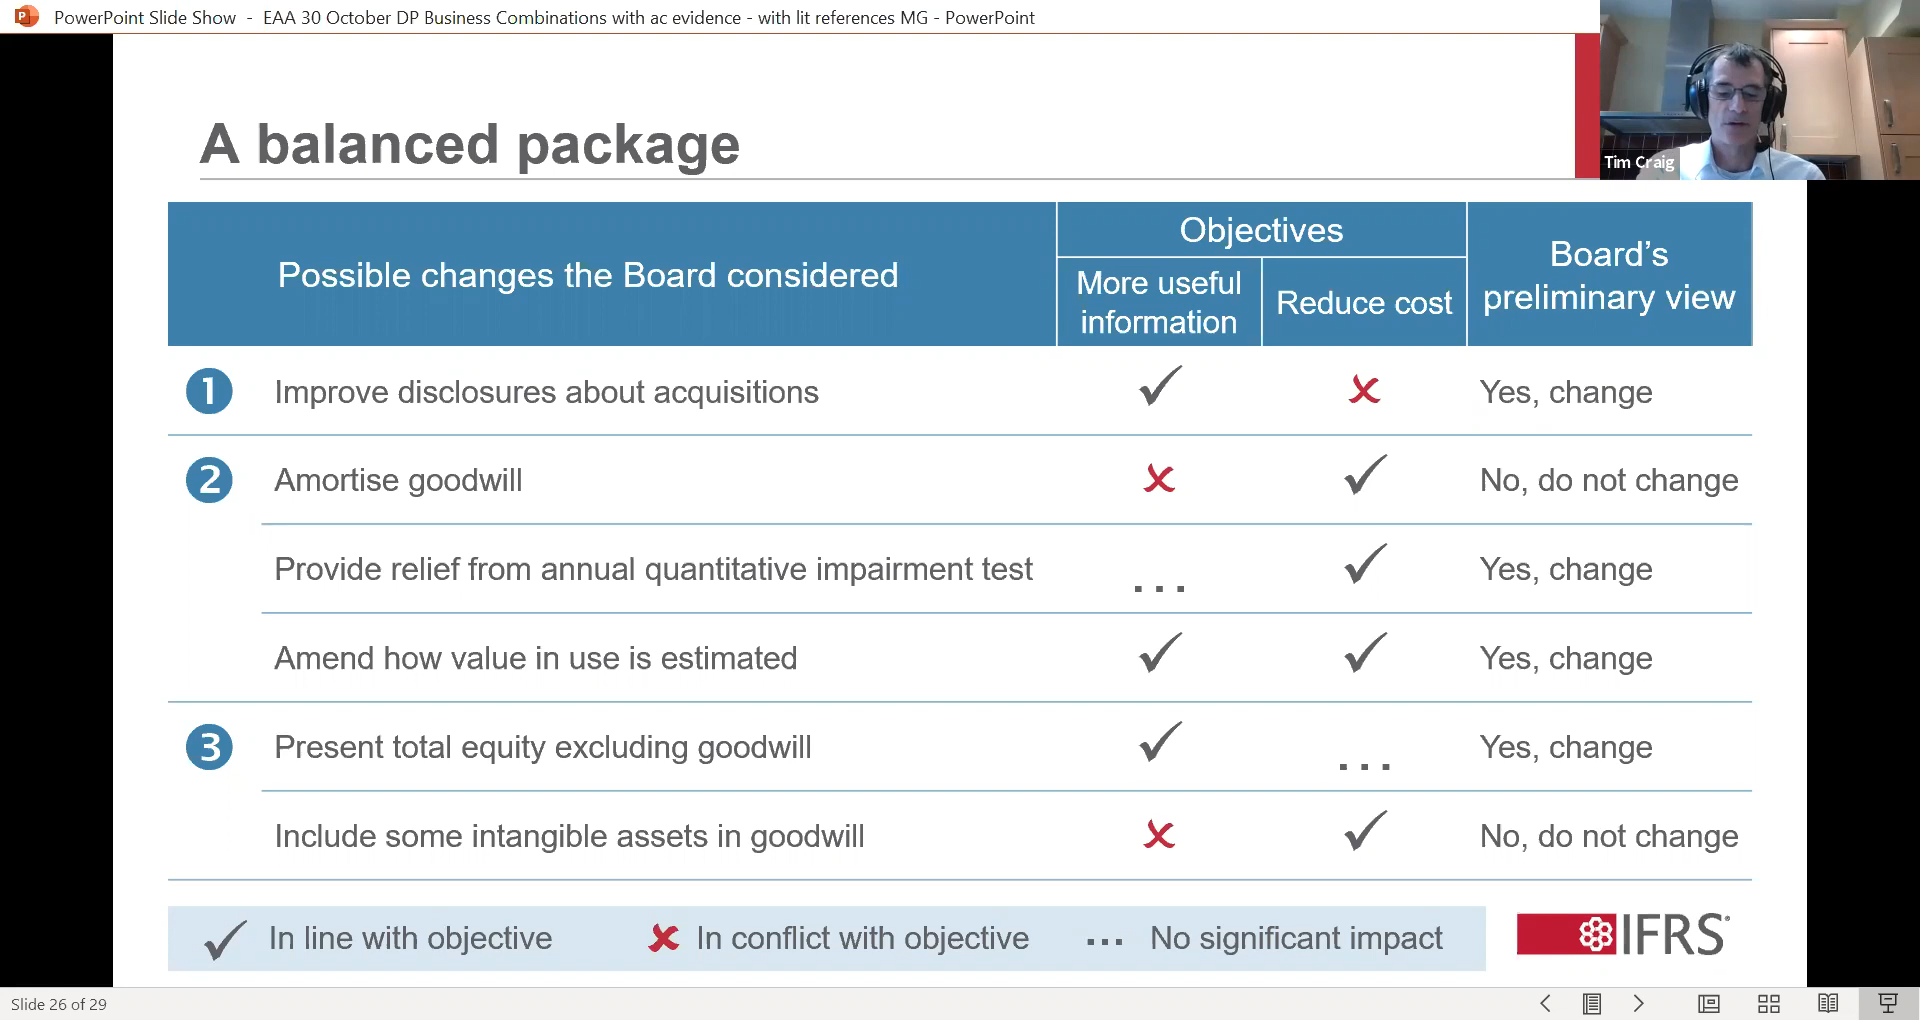 PowerPoint Slide Show - EAA 30 October DP Business Combinations with ac evidence - with lit references MG - PowerPoint
Tim Craig
A balanced package
Possible changes the Board considered
Objectives
More useful
information
Reduce cost
Board's
preliminary view
1 Improve disclosures about acquisitions Yes, change
2 Amortise goodwill No, do not change
Provide relief from annual quantitative impairment test ... Yes, change
Amend how value in use is estimated Yes, change
3 Present total equity excluding goodwill ... Yes, change
Include some intangible assets in goodwill No, do not change
In line with objective In conflict with objective ... No significant impact
IFRS
Slide 26 of 29